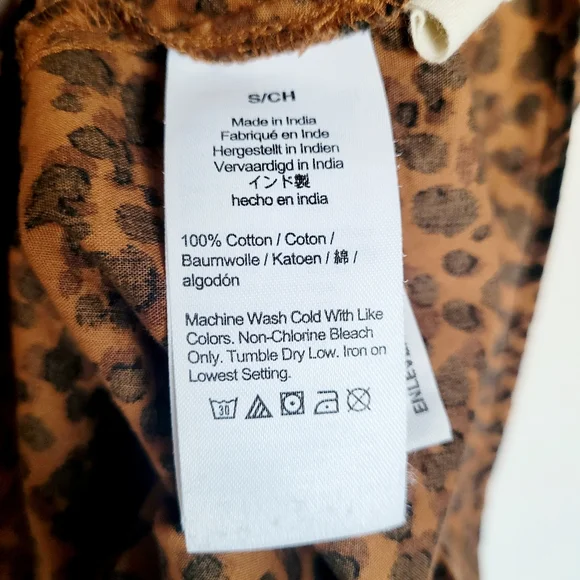 S/CH
Made in India
Fabriqué en Inde
Hergestellt in Indien
Vervaardigd in India
インド製
hecho en india
100% Cotton / Coton /
Baumwolle / Katoen / 綿 /
algodón
Machine Wash Cold With Like
Colors. Non-Chlorine Bleach
Only. Tumble Dry Low. Iron on
Lowest Setting.
30